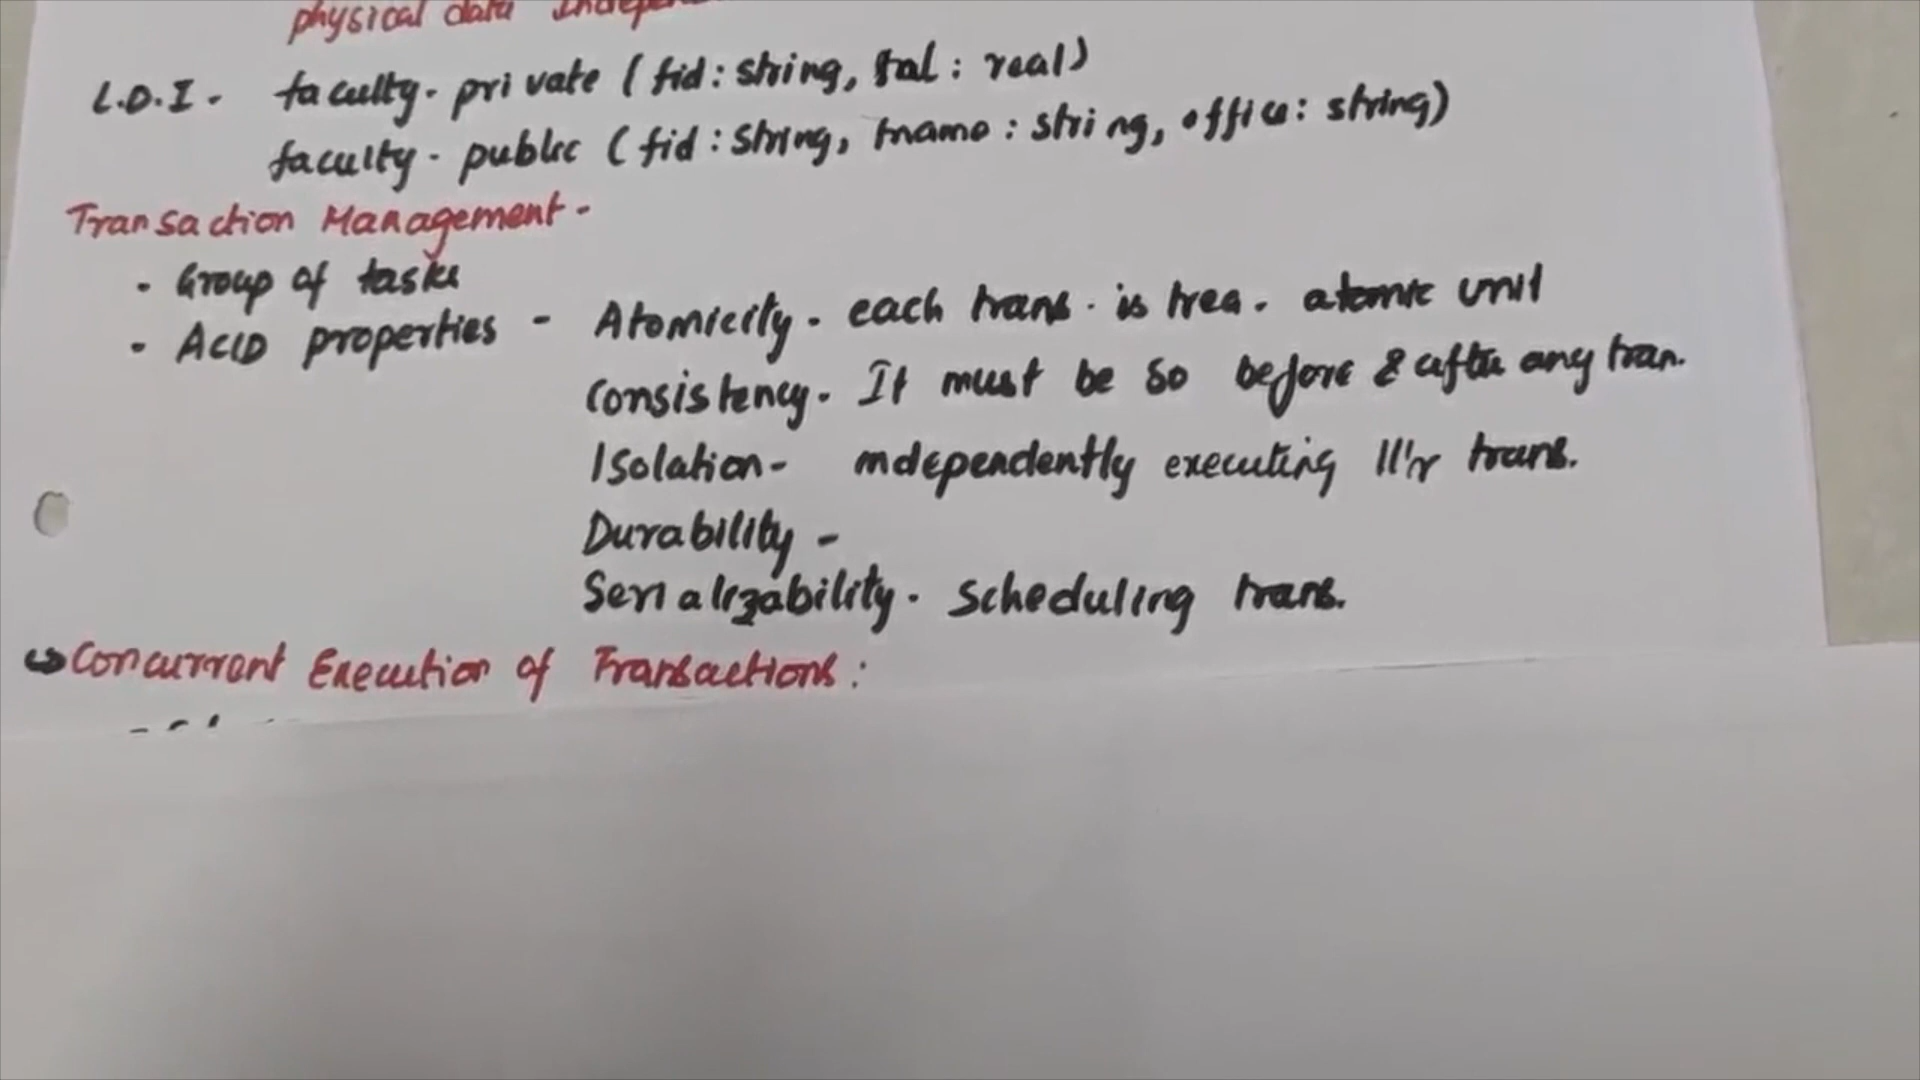 physical data Indepen
L.D.I - faculty - private (fid: string, sal: real)
faculty - public (fid: string, fname: string, office: string)
Transaction Management -
- Group of tasks
- ACID properties - Atomicity - each trans. is trea. atomic unit
Consistency - It must be so before & after any tran.
Isolation - independently executing ll'r trans.
Durability -
Serializability - Scheduling trans.
↪ Concurrent Execution of Transactions: